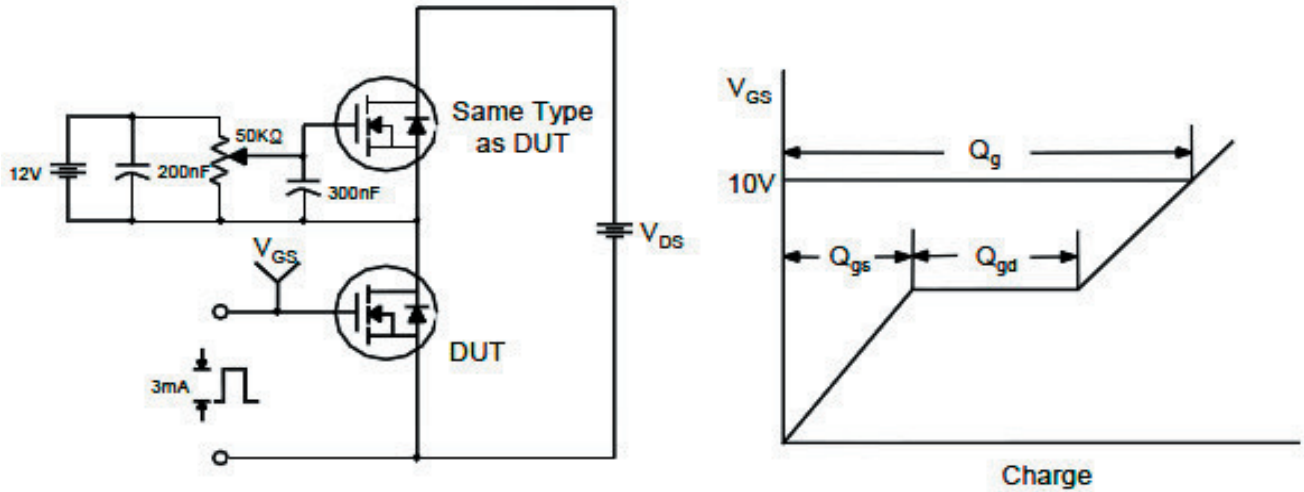 12V
200nF
50KΩ
300nF
Same Type
as DUT
V_DS
V_GS
DUT
3mA
V_GS
10V
Q_g
Q_gs
Q_gd
Charge